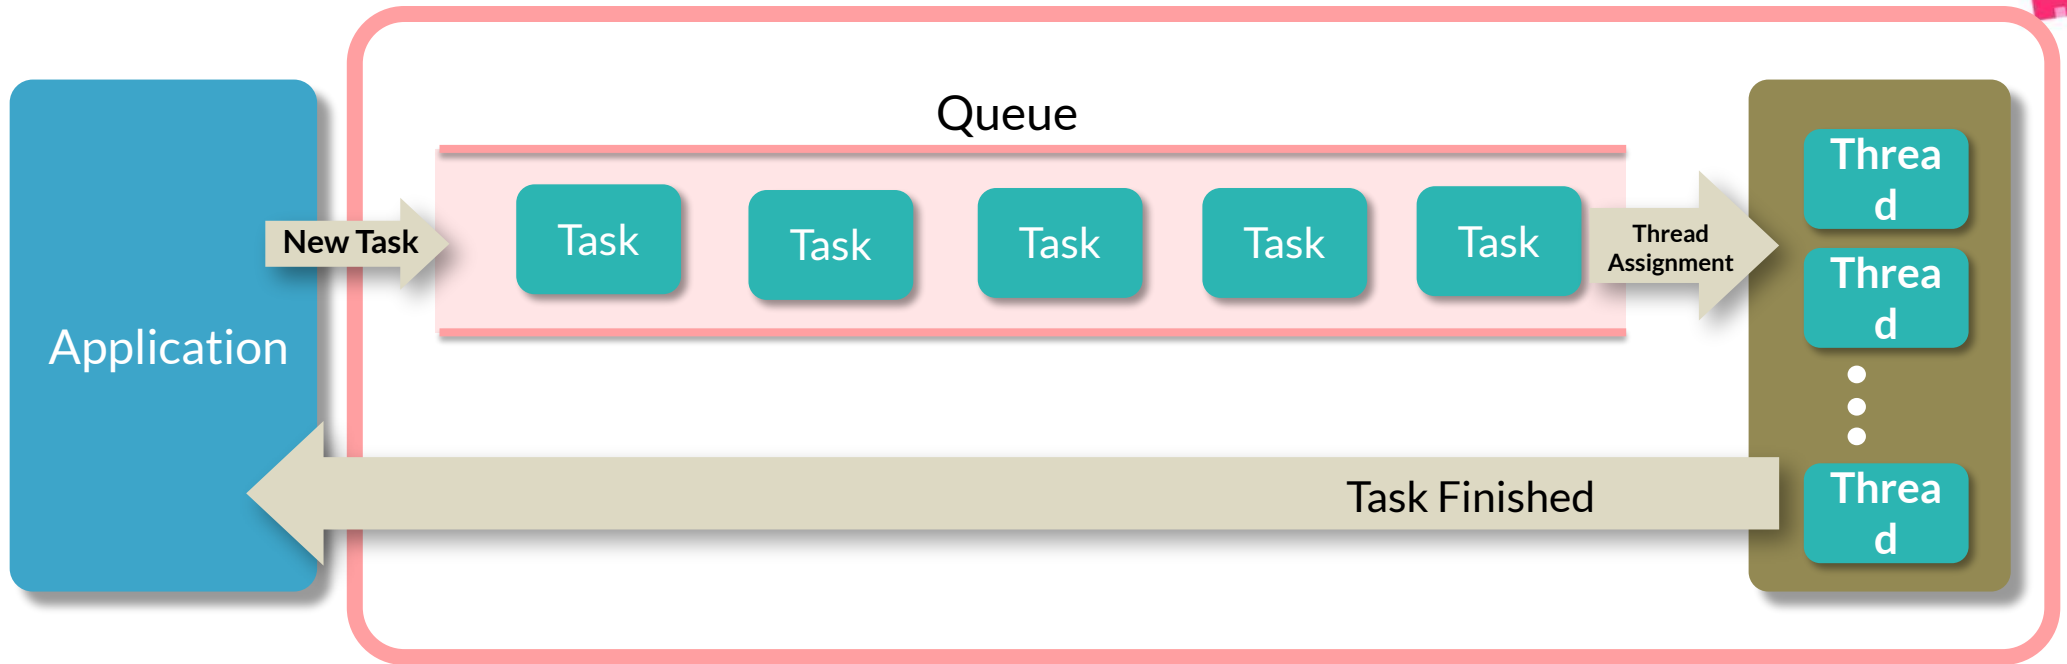 Queue
New Task
Task
Task
Task
Task
Task
Thread
Assignment
Threa
d
Threa
d
Application
Task Finished
Threa
d